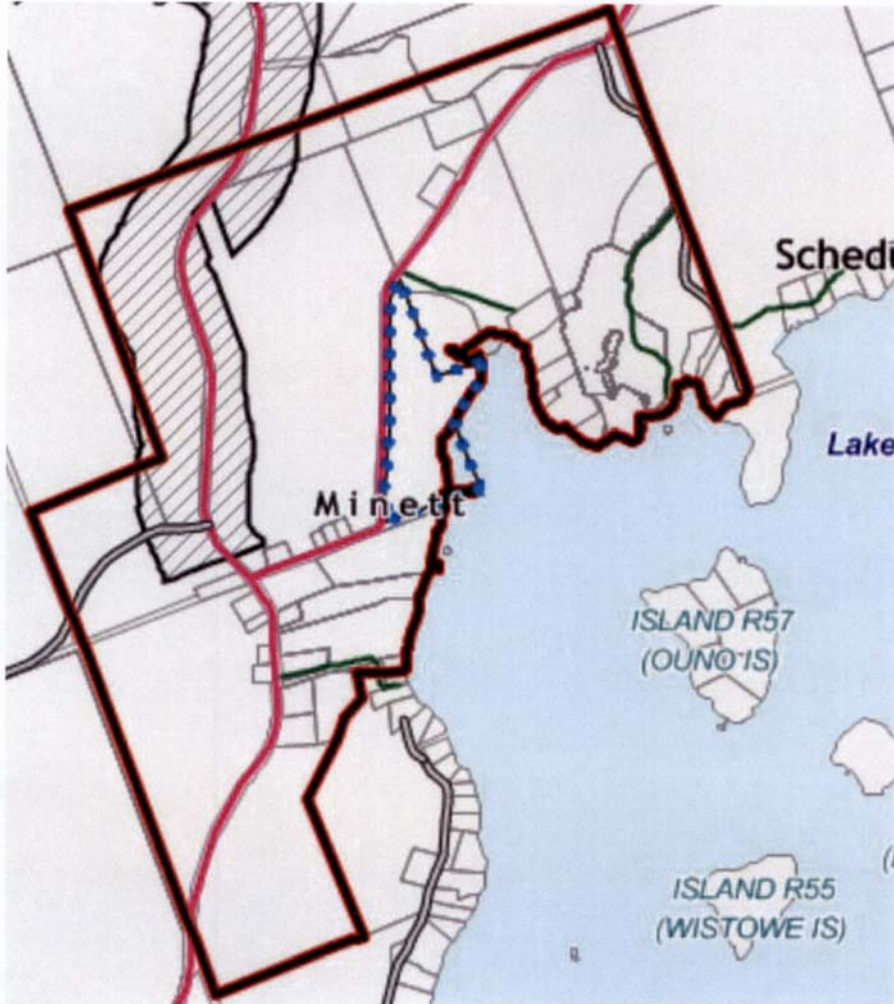 Schedu
Lake
Minett
ISLAND R57
(OUNO IS)
ISLAND R55
(WISTOWE IS)